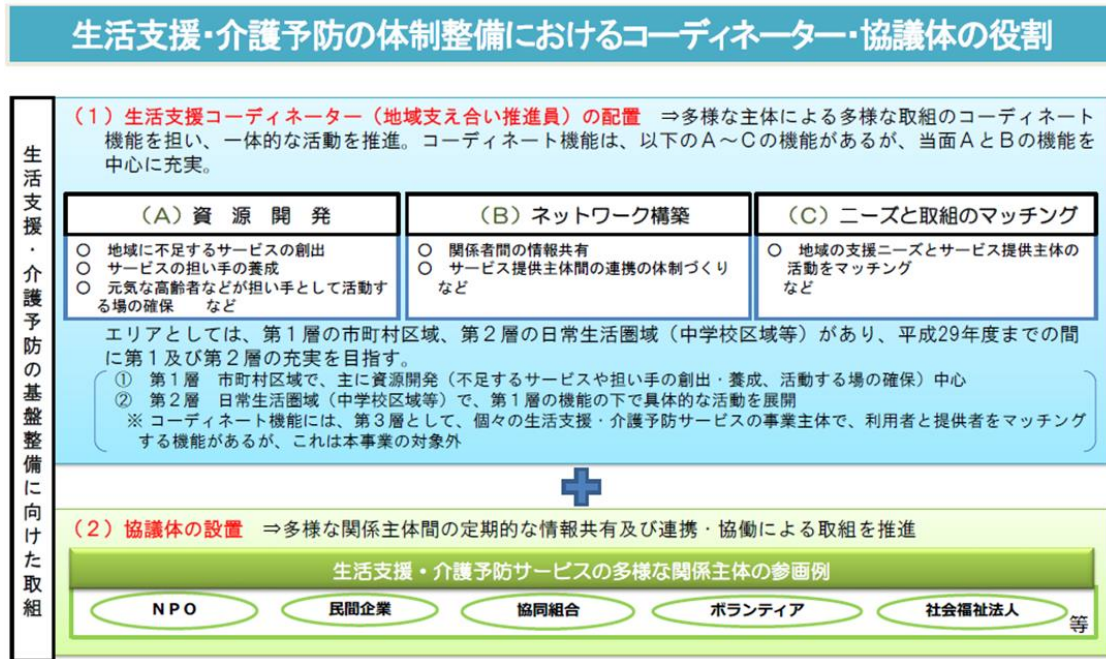 生活支援・介護予防の体制整備におけるコーディネーター・協議体の役割
生活支援・介護予防の基盤整備に向けた取組
（１）生活支援コーディネーター（地域支え合い推進員）の配置　⇒多様な主体による多様な取組のコーディネート
機能を担い、一体的な活動を推進。コーディネート機能は、以下のＡ～Ｃの機能があるが、当面ＡとＢの機能を
中心に充実。
（A）資　源　開　発
○　地域に不足するサービスの創出
○　サービスの担い手の養成
○　元気な高齢者などが担い手として活動す
る場の確保　　など
（B）ネットワーク構築
○　関係者間の情報共有
○　サービス提供主体間の連携の体制づくり
など
（C）ニーズと取組のマッチング
○　地域の支援ニーズとサービス提供主体の
活動をマッチング
など
エリアとしては、第１層の市町村区域、第２層の日常生活圏域（中学校区域等）があり、平成29年度までの間
に第１及び第２層の充実を目指す。
①　第１層　市町村区域で、主に資源開発（不足するサービスや担い手の創出・養成、活動する場の確保）中心
②　第２層　日常生活圏域（中学校区域等）で、第１層の機能の下で具体的な活動を展開
※ コーディネート機能には、第３層として、個々の生活支援・介護予防サービスの事業主体で、利用者と提供者をマッチング
する機能があるが、これは本事業の対象外
（２）協議体の設置　⇒多様な関係主体間の定期的な情報共有及び連携・協働による取組を推進
生活支援・介護予防サービスの多様な関係主体の参画例
ＮＰＯ
民間企業
協同組合
ボランティア
社会福祉法人
等